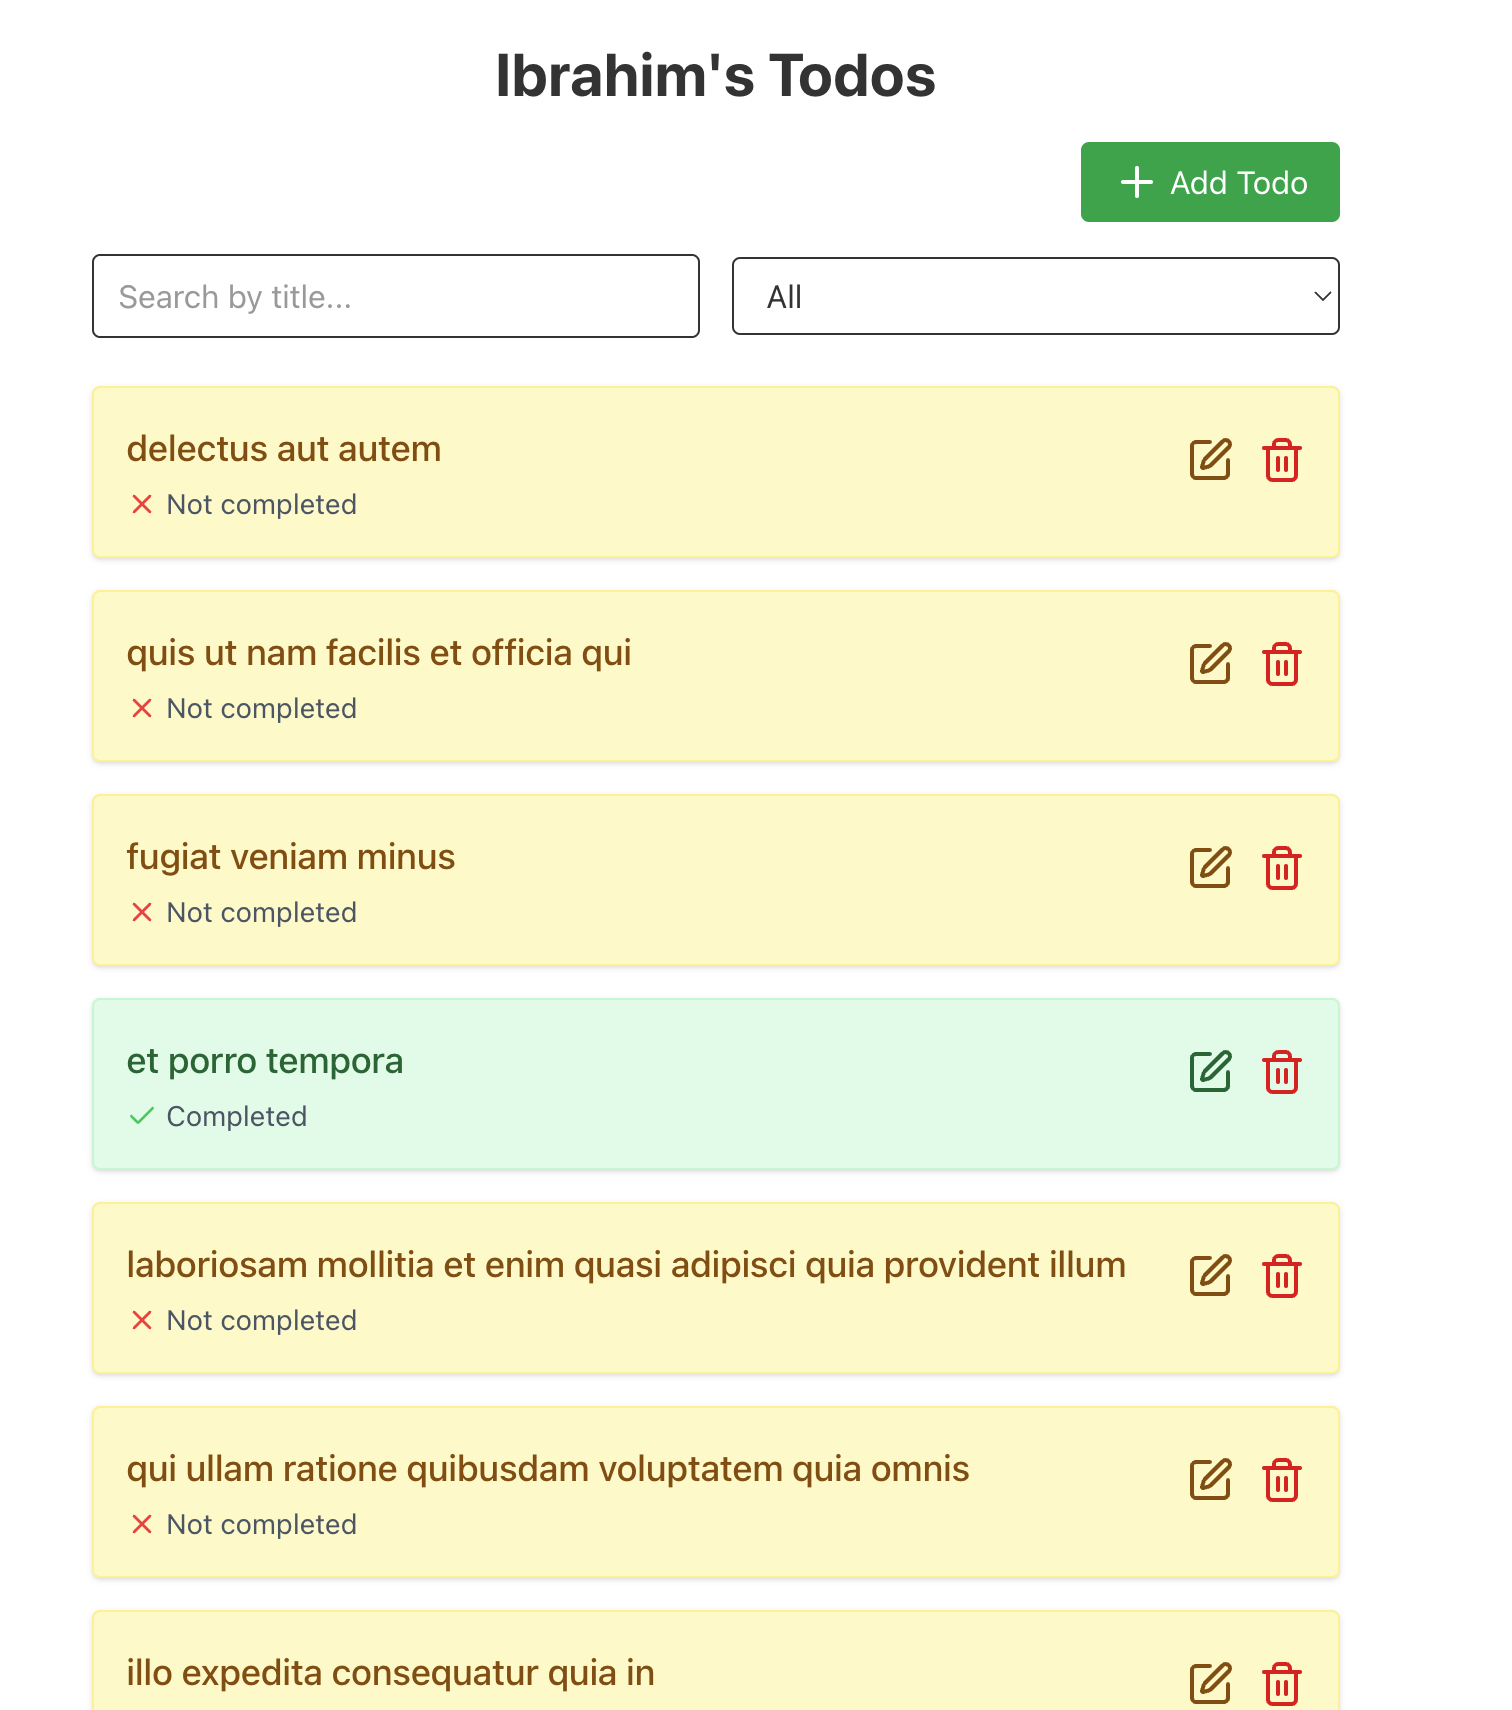 Ibrahim's Todos
Add Todo
Search by title...
All
delectus aut autem
Not completed
quis ut nam facilis et officia qui
Not completed
fugiat veniam minus
Not completed
et porro tempora
Completed
laboriosam mollitia et enim quasi adipisci quia provident illum
Not completed
qui ullam ratione quibusdam voluptatem quia omnis
Not completed
illo expedita consequatur quia in